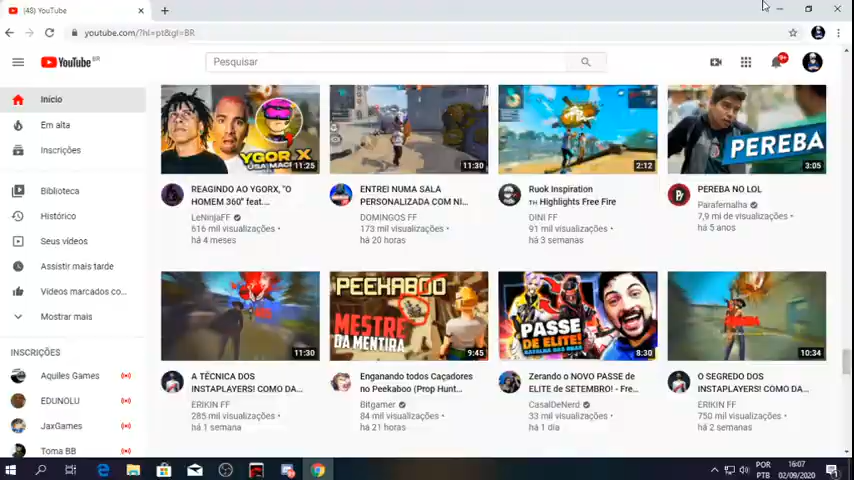 (48) YouTube
youtube.com/?hl=pt&gl=BR
YouTube BR
Pesquisar
9+
Início
Em alta
Inscrições
Biblioteca
Histórico
Seus vídeos
Assistir mais tarde
Vídeos marcados co...
Mostrar mais
INSCRIÇÕES
Aquilles Games
EDUNOLU
JaxGames
Toma BB
YGOR X
USA MAC
11:25
REAGINDO AO YGORX, "O
HOMEM 360" feat....
LeNinjaFF
616 mil visualizações •
há 4 meses
11:30
ENTREI NUMA SALA
PERSONALIZADA COM NI...
DOMINGOS FF
173 mil visualizações •
há 20 horas
2:12
Ruok Inspiration
TH Highlights Free Fire
DINI FF
91 mil visualizações •
há 3 semanas
PEREBA
3:05
PEREBA NO LOL
Parafernalha
7,9 mi de visualizações •
há 5 anos
11:30
A TÉCNICA DOS
INSTAPLAYERS! COMO DA...
ERIKIN FF
285 mil visualizações •
há 1 semana
PEEKABOO
MESTRE
DA MENTIRA
9:45
Enganando todos Caçadores
no Peekaboo (Prop Hunt...
Bitgamer
84 mil visualizações •
há 21 horas
PASSE
DE ELITE!
8:30
Zerando o NOVO PASSE de
ELITE de SETEMBRO! - Fre...
CasalDeNerd
33 mil visualizações •
há 1 dia
10:34
O SEGREDO DOS
INSTAPLAYERS! COMO DA...
ERIKIN FF
750 mil visualizações •
há 2 semanas
POR
PTB
16:07
02/09/2020